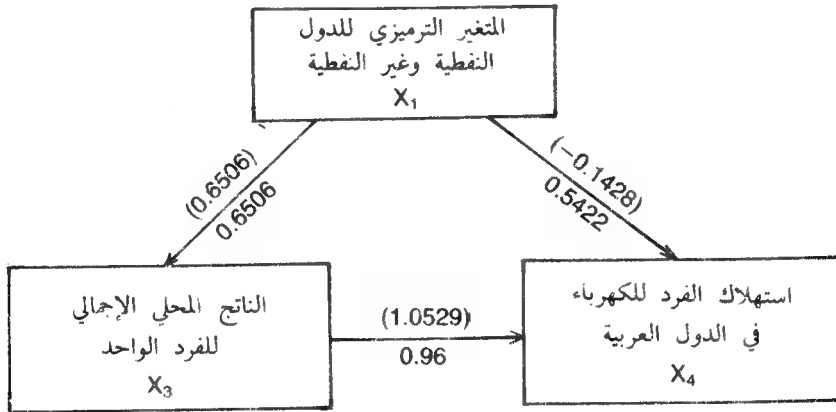 المتغير الترميزي للدول
النفطية وغير النفطية
X₁
(0.6506)
0.6506
(−0.1428)
0.5422
الناتج المحلي الإجمالي
للفرد الواحد
X₃
(1.0529)
0.96
استهلاك الفرد للكهرباء
في الدول العربية
X₄